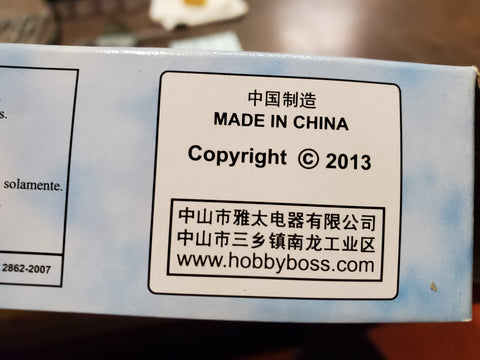 s.
solamente.
2862-2007
中国制造
MADE IN CHINA
Copyright © 2013
中山市雅太电器有限公司
中山市三乡镇南龙工业区
www.hobbyboss.com